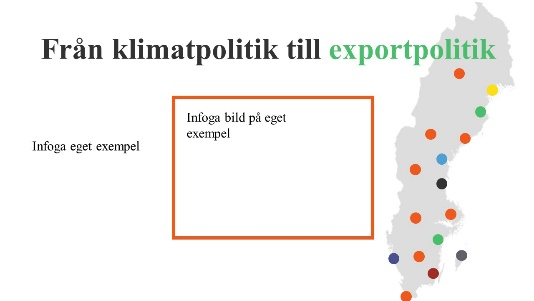 Från klimatpolitik till exportpolitik
Infoga bild på eget
exempel
Infoga eget exempel